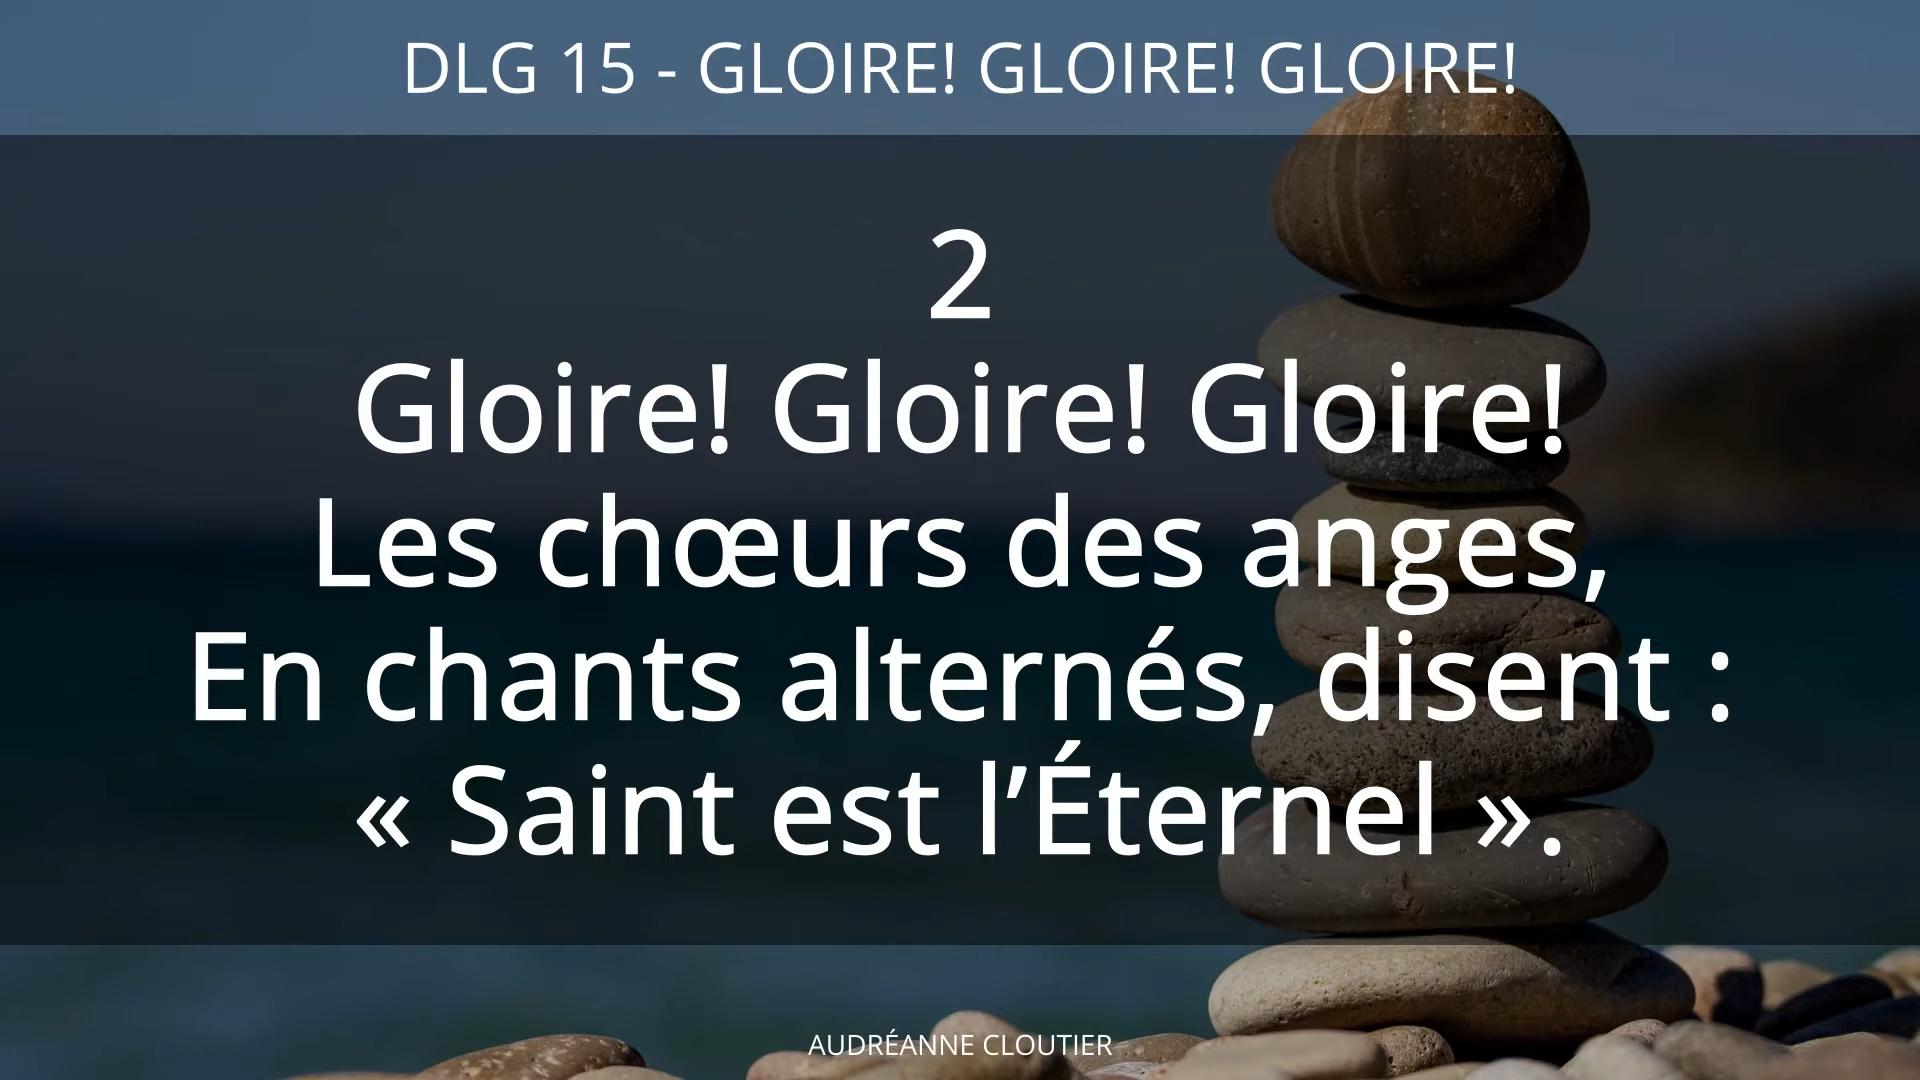 DLG 15 - GLOIRE! GLOIRE! GLOIRE!
2
Gloire! Gloire! Gloire!
Les chœurs des anges,
En chants alternés, disent :
« Saint est l’Éternel ».
AUDRÉANNE CLOUTIER